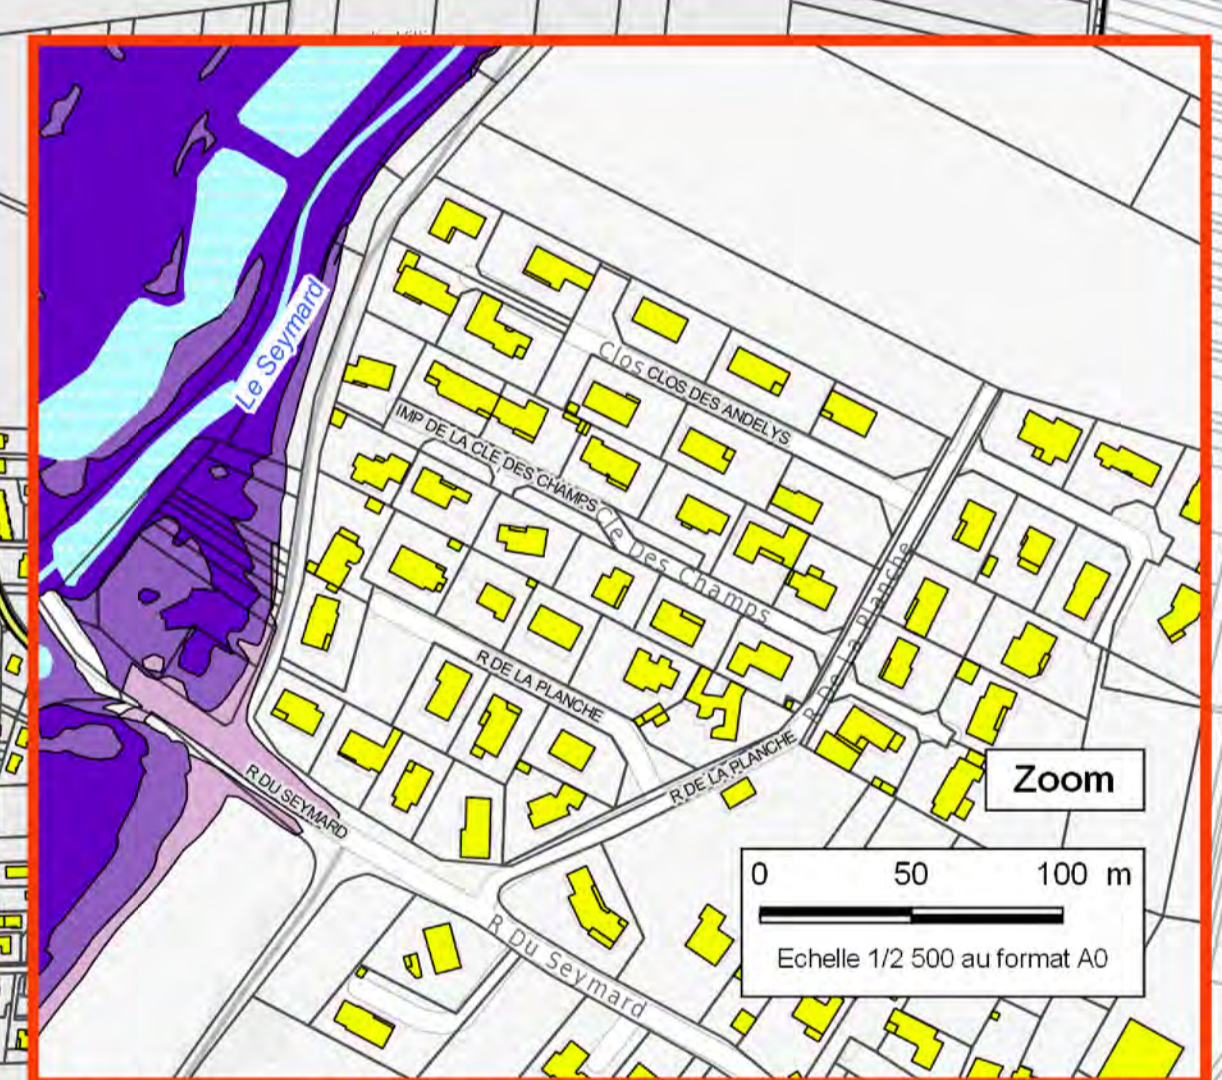 Le Seymard
Clos CLOS DES ANDELYS
IMP DE LA CLE DES CHAMPS
Cle Des Champs
R De La Planche
R DE LA PLANCHE
R DE LA PLANCHE
R DU SEYMARD
R Du Seymard
Zoom
0 50 100 m
Echelle 1/2 500 au format A0